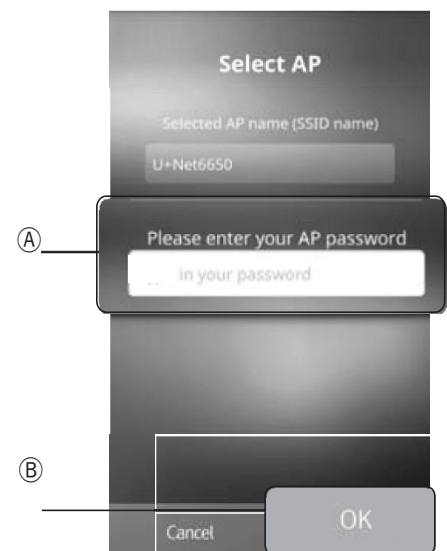 Select AP
Selected AP name (SSID name)
U+Net6650
Ⓐ
Please enter your AP password
in your password
Ⓑ
Cancel
OK